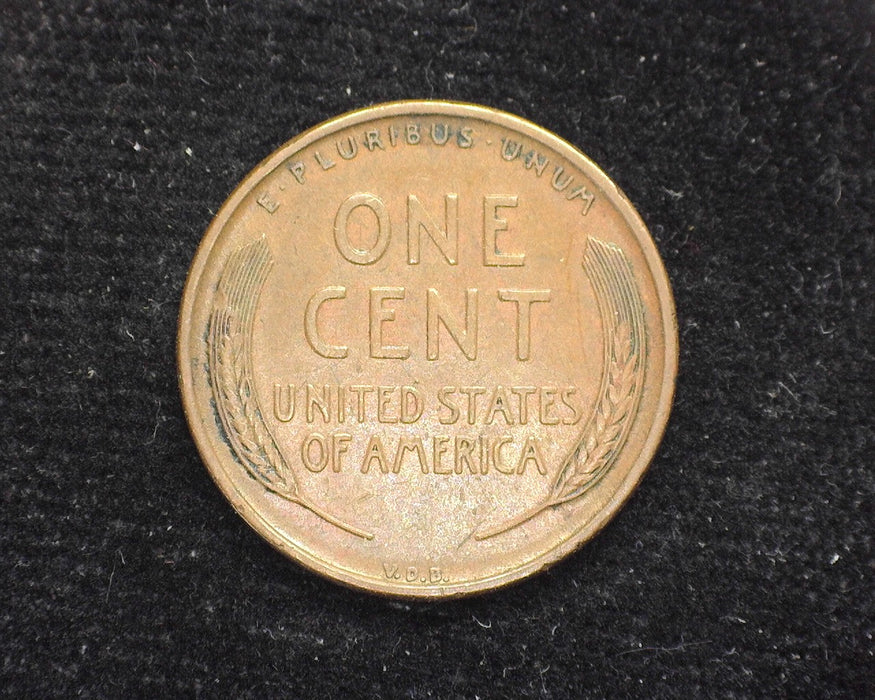 E · PLURIBUS · UNUM
ONE
CENT
UNITED STATES
OF AMERICA
V.D.B.